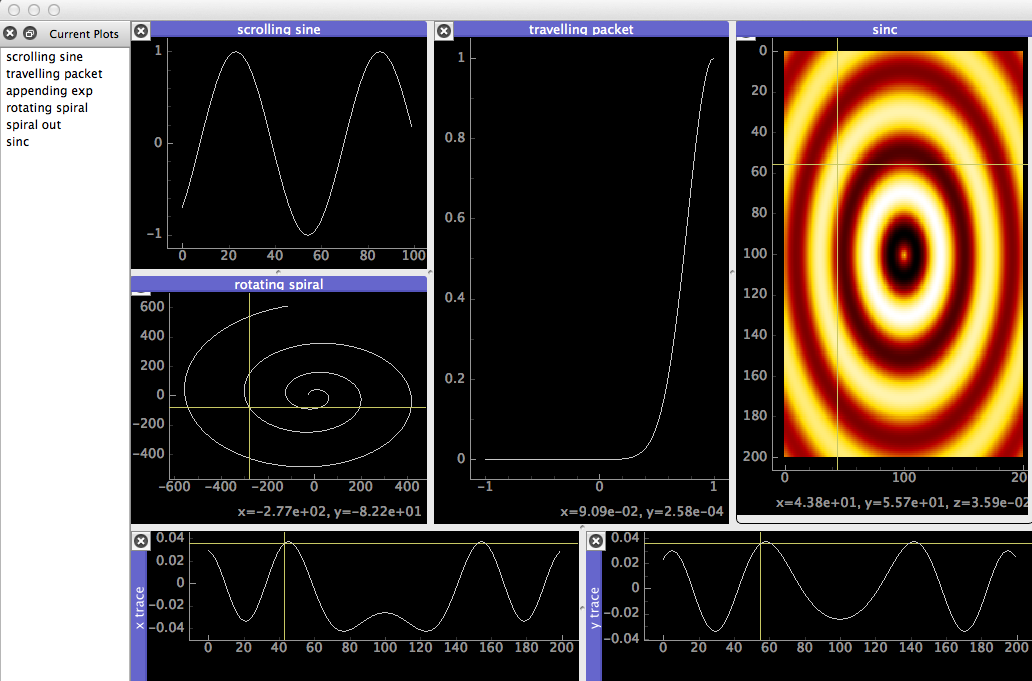 Current Plots
scrolling sine
travelling packet
appending exp
rotating spiral
spiral out
sinc
scrolling sine
1
0
−1
0 20 40 60 80 100
travelling packet
1
0.8
0.6
0.4
0.2
0
−1 0 1
x=9.09e−02, y=2.58e−04
sinc
0
20
40
60
80
100
120
140
160
180
200
0 100 20
x=4.38e+01, y=5.57e+01, z=3.59e−02
rotating spiral
600
400
200
0
−200
−400
−600 −400 −200 0 200 400
x=−2.77e+02, y=−8.22e+01
x trace
0.04
0.02
0
−0.02
−0.04
0 20 40 60 80 100 120 140 160 180 200
y trace
0.04
0.02
0
−0.02
−0.04
0 20 40 60 80 100 120 140 160 180 200